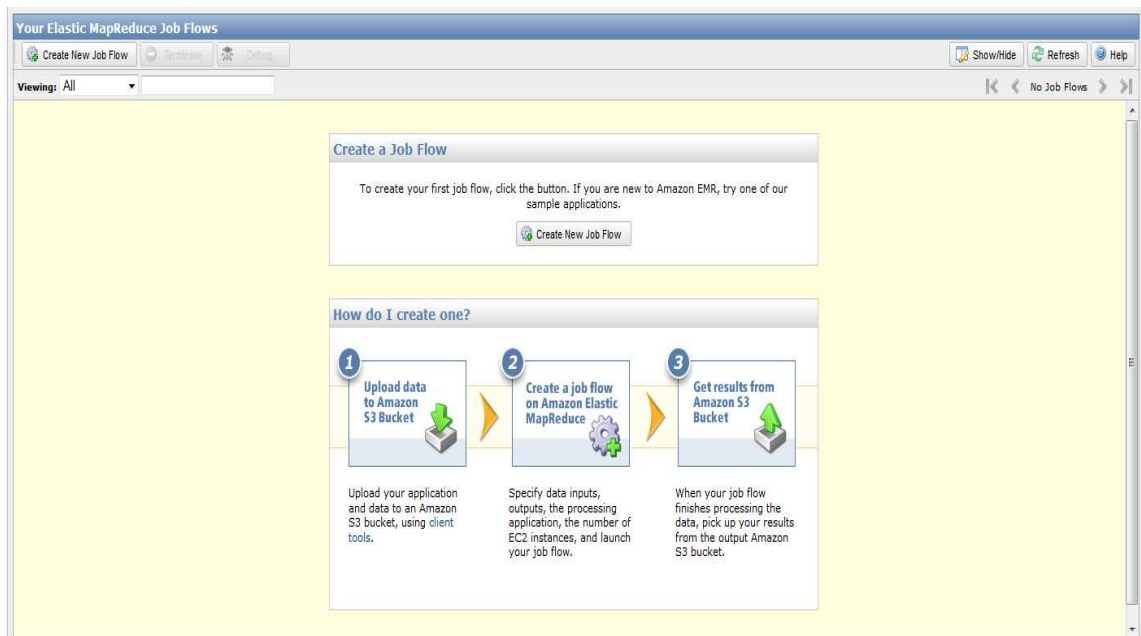 Your Elastic MapReduce Job Flows
Create New Job Flow
Terminate
Debug
Show/Hide
Refresh
Help
Viewing: All
No Job Flows
Create a Job Flow
To create your first job flow, click the button. If you are new to Amazon EMR, try one of our
sample applications.
Create New Job Flow
How do I create one?
1
Upload data
to Amazon
S3 Bucket
2
Create a job flow
on Amazon Elastic
MapReduce
3
Get results from
Amazon S3
Bucket
Upload your application
and data to an Amazon
S3 bucket, using client
tools.
Specify data inputs,
outputs, the processing
application, the number of
EC2 instances, and launch
your job flow.
When your job flow
finishes processing the
data, pick up your results
from the output Amazon
S3 bucket.